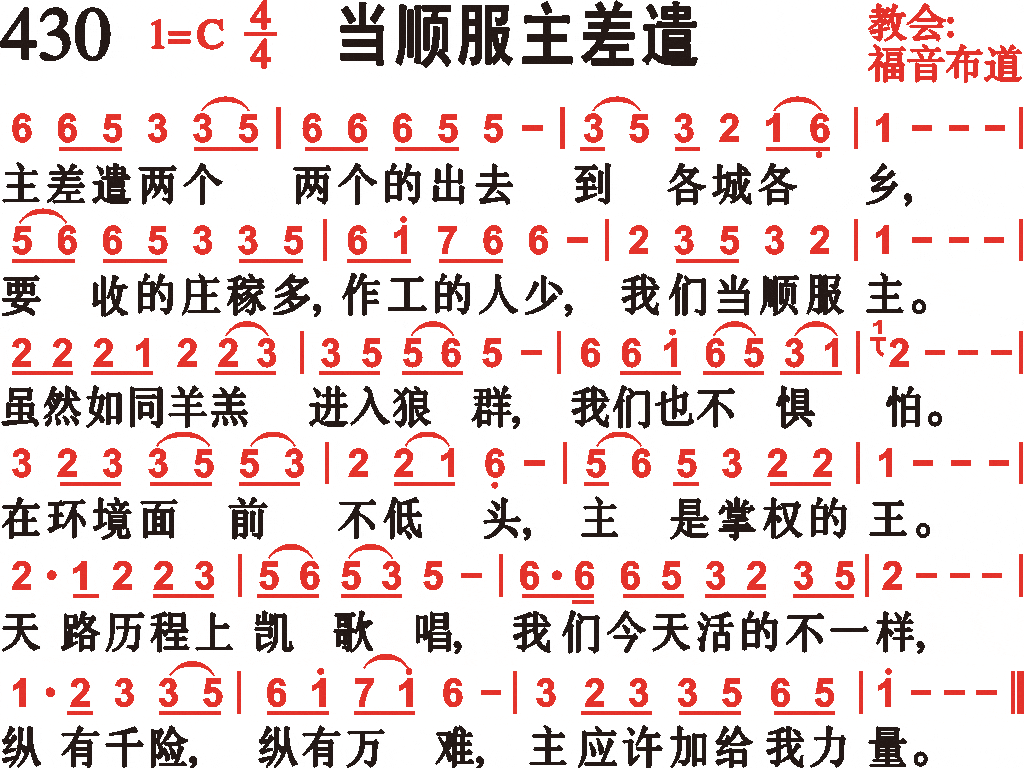 430 1=C 4/4 当顺服主差遣 教会:
福音布道
6 6 5 3 3 5 | 6 6 6 5 5 - | 3 5 3 2 1 6̣ | 1 - - - |
主差遣两个 两个的出去 到 各城各 乡,
5 6 6 5 3 3 5 | 6 i 7 6 6 - | 2 3 5 3 2 | 1 - - - |
要 收的庄稼多, 作工的人少, 我们当顺服 主。
2 2 2 1 2 2 3 | 3 5 5 6 5 - | 6 6 i 6 5 3 1 | 1 2 - - - |
虽然如同羊羔 进入狼 群, 我们也不 惧 怕。
3 2 3 3 5 5 3 | 2 2 1 6̣ - | 5 6 5 3 2 2 | 1 - - - |
在环境面 前 不低 头, 主 是掌权的 王。
2 · 1 2 2 3 | 5 6 5 3 5 - | 6 · 6 6 5 3 2 3 5 | 2 - - - |
天 路历程上 凯 歌 唱, 我们今天活的不一样,
1 · 2 3 3 5 | 6 i 7 i 6 - | 3 2 3 3 5 6 5 | i - - - ‖
纵 有千险, 纵有万 难, 主应许加给我力 量。